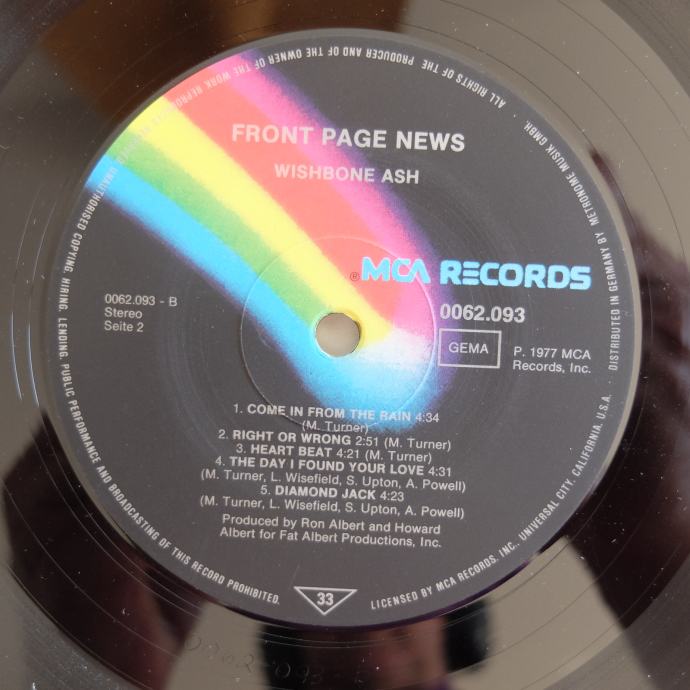 FRONT PAGE NEWS
WISHBONE ASH
® MCA RECORDS
0062.093 - B
Stereo
Seite 2
0062.093
GEMA
P. 1977 MCA
Records, Inc.
1. COME IN FROM THE RAIN 4:34
(M. Turner)
2. RIGHT OR WRONG 2:51 (M. Turner)
3. HEART BEAT 4:21 (M. Turner)
4. THE DAY I FOUND YOUR LOVE 4:31
(M. Turner, L. Wisefield, S. Upton, A. Powell)
5. DIAMOND JACK 4:23
(M. Turner, L. Wisefield, S. Upton, A. Powell)
Produced by Ron Albert and Howard
Albert for Fat Albert Productions, Inc.
33
ALL RIGHTS OF THE PRODUCER AND OF THE OWNER OF THE WORK REPRODUCED RESERVED. UNAUTHORISED COPYING, HIRING, LENDING, PUBLIC PERFORMANCE AND BROADCASTING OF THIS RECORD PROHIBITED.
LICENSED BY MCA RECORDS, INC., UNIVERSAL CITY, CALIFORNIA, U.S.A. · DISTRIBUTED IN GERMANY BY METRONOME MUSIK GMBH.